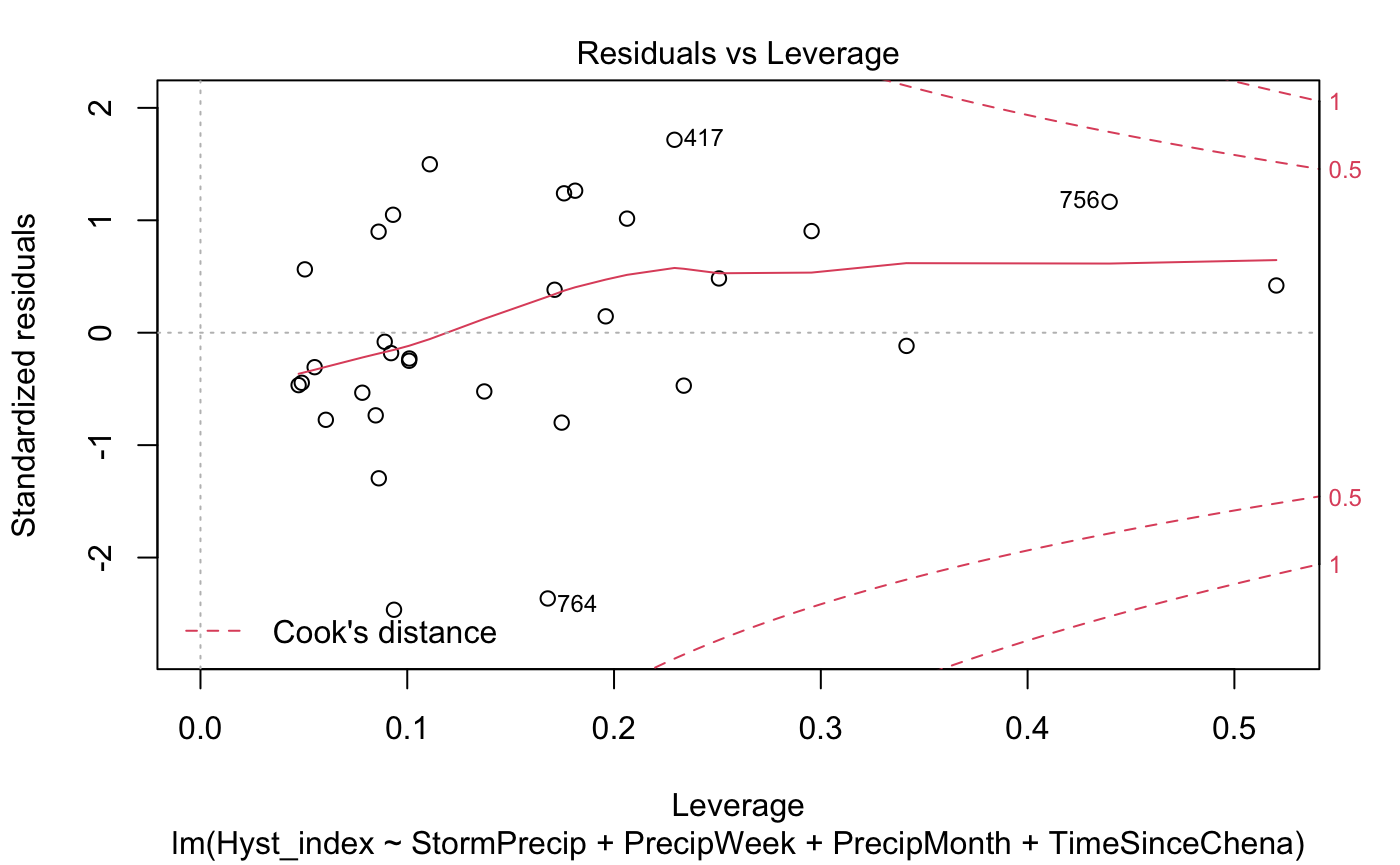 Residuals vs Leverage
Standardized residuals
2
1
0
-1
-2
417
756
764
1
0.5
0.5
1
Cook's distance
0.0 0.1 0.2 0.3 0.4 0.5
Leverage
lm(Hyst_index ~ StormPrecip + PrecipWeek + PrecipMonth + TimeSinceChena)